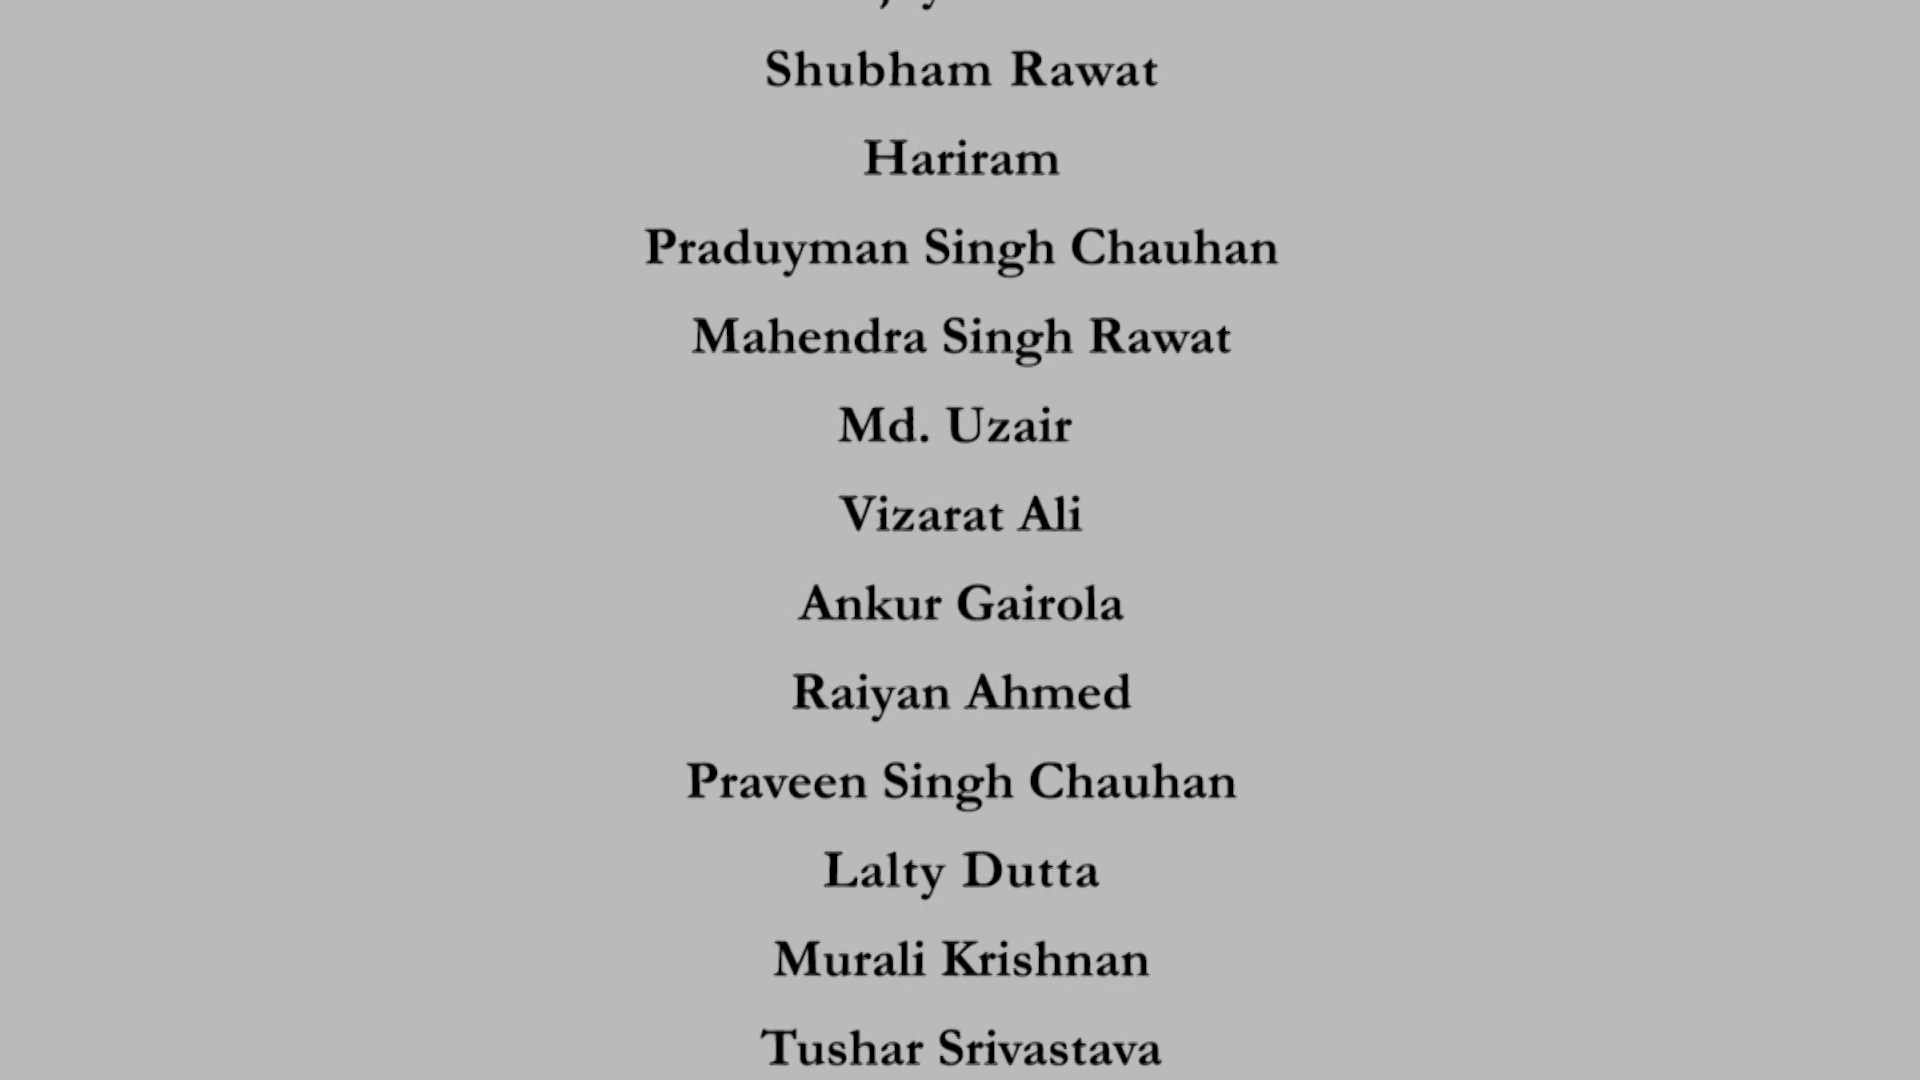 Shubham Rawat
Hariram
Praduyman Singh Chauhan
Mahendra Singh Rawat
Md. Uzair
Vizarat Ali
Ankur Gairola
Raiyan Ahmed
Praveen Singh Chauhan
Lalty Dutta
Murali Krishnan
Tushar Srivastava